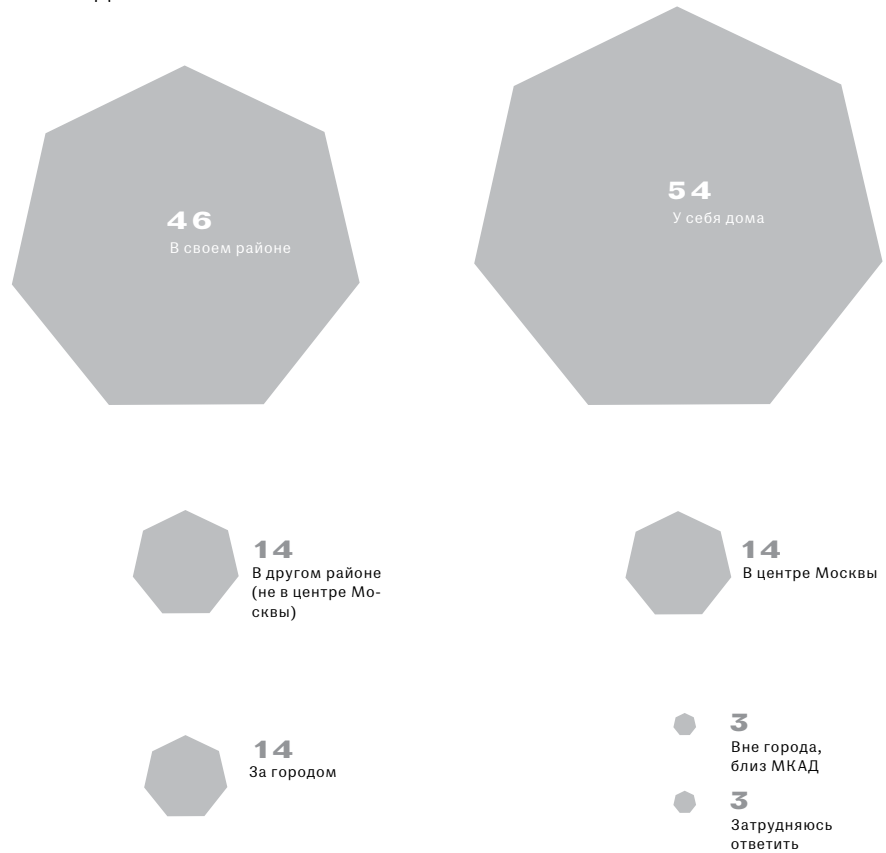 46
В своем районе
54
У себя дома
14
В другом районе
(не в центре Мо-
сквы)
14
В центре Москвы
14
За городом
3
Вне города,
близ МКАД
3
Затрудняюсь
ответить